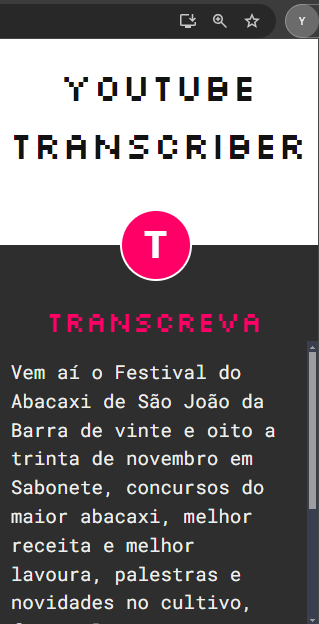 Y
YOUTUBE
TRANSCRIBER
T
TRANSCREVA
Vem aí o Festival do
Abacaxi de São João da
Barra de vinte e oito a
trinta de novembro em
Sabonete, concursos do
maior abacaxi, melhor
receita e melhor
lavoura, palestras e
novidades no cultivo,